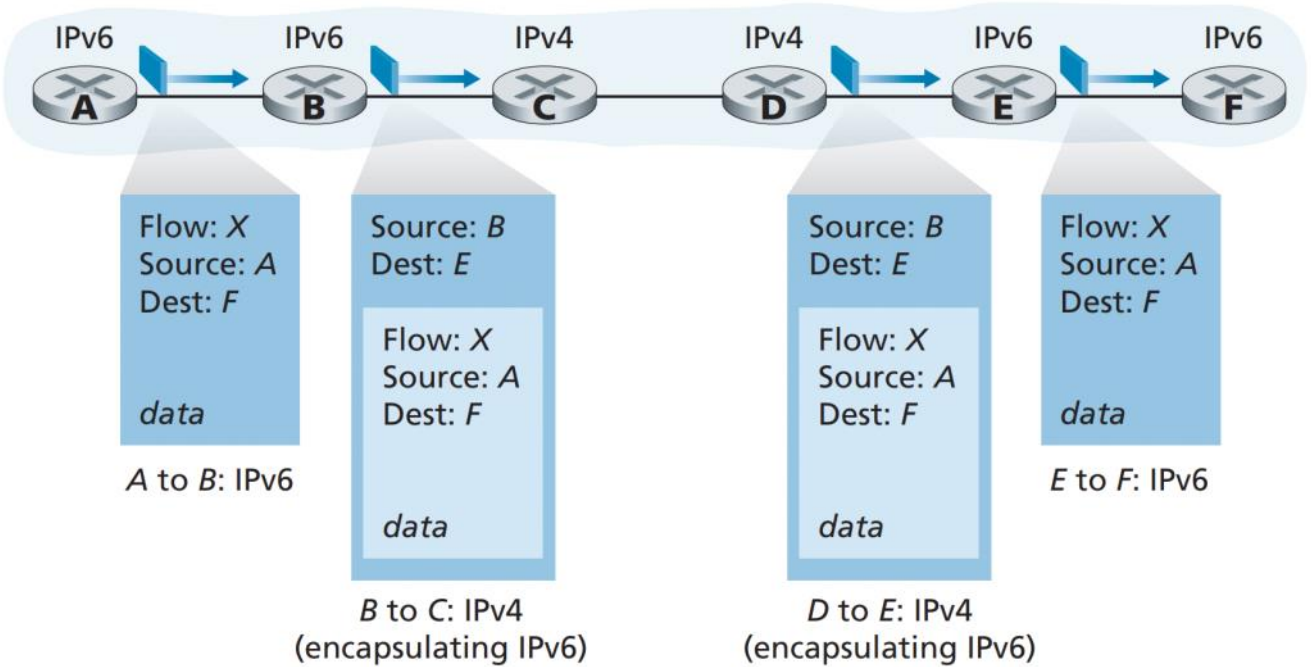 IPv6
IPv6
IPv4
IPv4
IPv6
IPv6
A
B
C
D
E
F
Flow: X
Source: A
Dest: F
data
A to B: IPv6
Source: B
Dest: E
Flow: X
Source: A
Dest: F
data
B to C: IPv4
(encapsulating IPv6)
Source: B
Dest: E
Flow: X
Source: A
Dest: F
data
D to E: IPv4
(encapsulating IPv6)
Flow: X
Source: A
Dest: F
data
E to F: IPv6